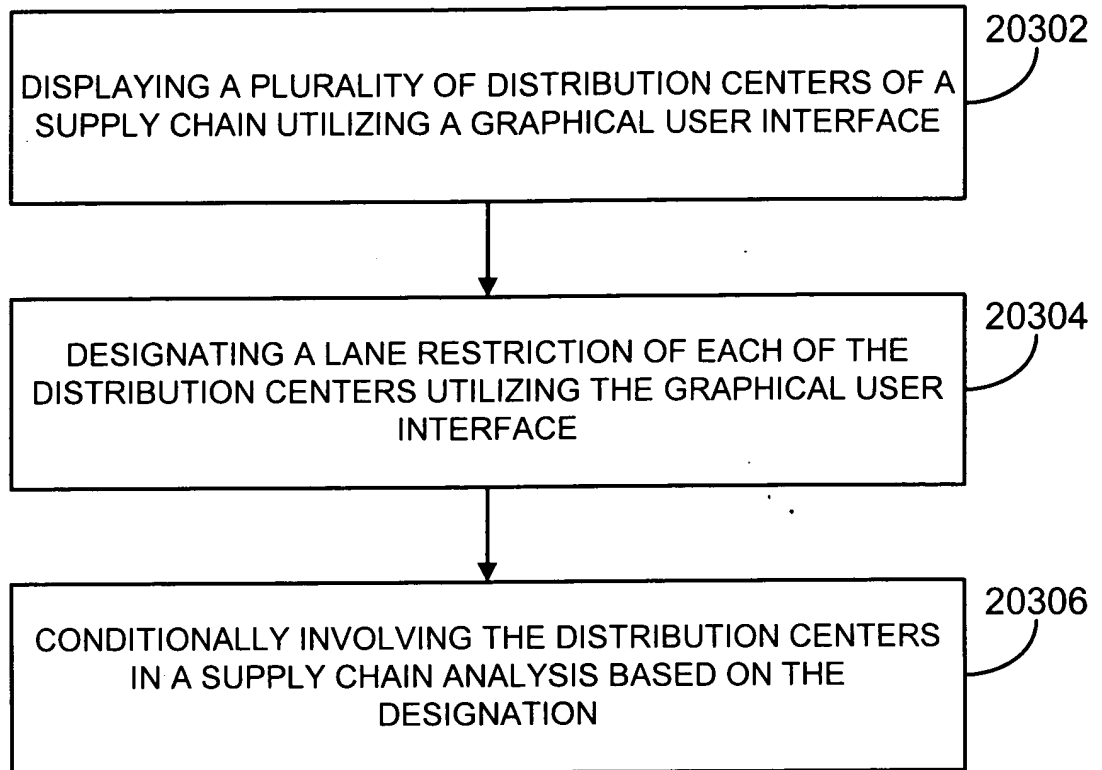 20302
DISPLAYING A PLURALITY OF DISTRIBUTION CENTERS OF A
SUPPLY CHAIN UTILIZING A GRAPHICAL USER INTERFACE
20304
DESIGNATING A LANE RESTRICTION OF EACH OF THE
DISTRIBUTION CENTERS UTILIZING THE GRAPHICAL USER
INTERFACE
20306
CONDITIONALLY INVOLVING THE DISTRIBUTION CENTERS
IN A SUPPLY CHAIN ANALYSIS BASED ON THE
DESIGNATION